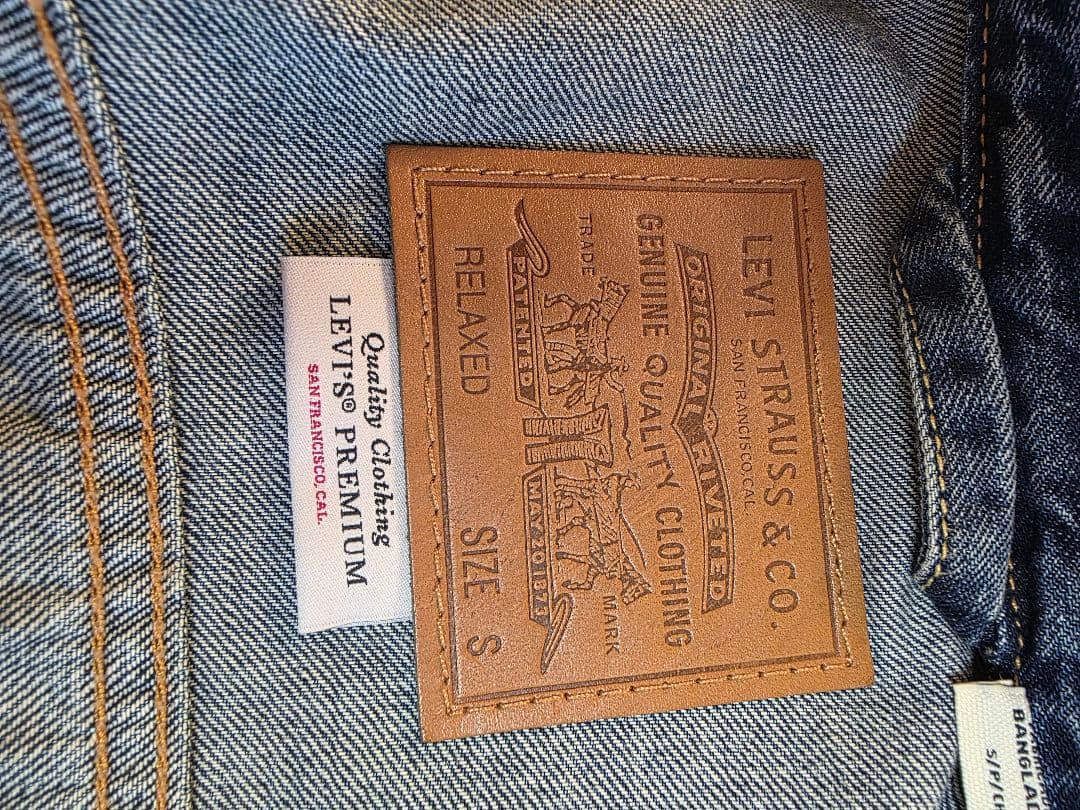 LEVI STRAUSS & CO.
SAN FRANCISCO.CAL.
ORIGINAL RIVETED
GENUINE QUALITY CLOTHING
TRADE MARK
PATENTED MAY 20 1873
RELAXED SIZE S
Quality Clothing
LEVI'S® PREMIUM
SAN FRANCISCO, CAL.
BANGLA
S/P/